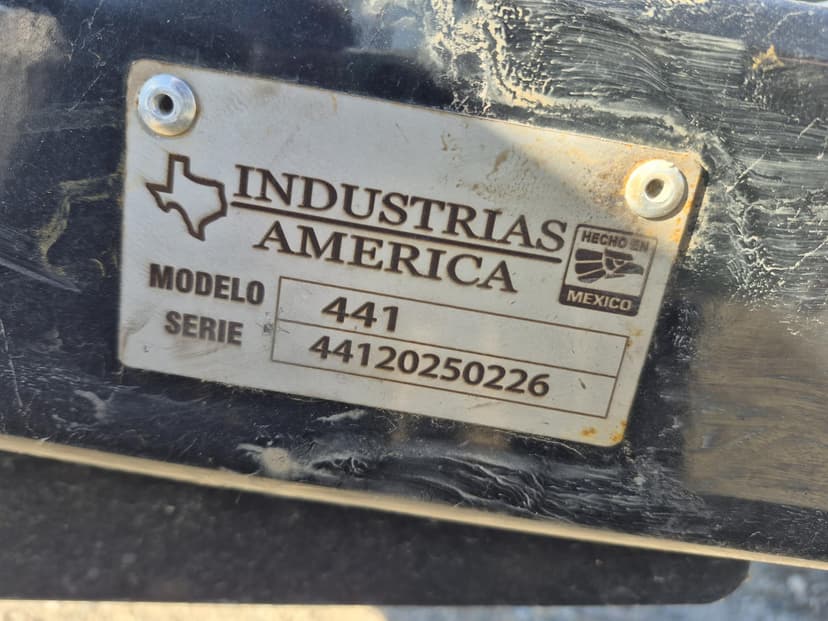 INDUSTRIAS
AMERICA
HECHO EN
MEXICO
MODELO 441
SERIE 44120250226